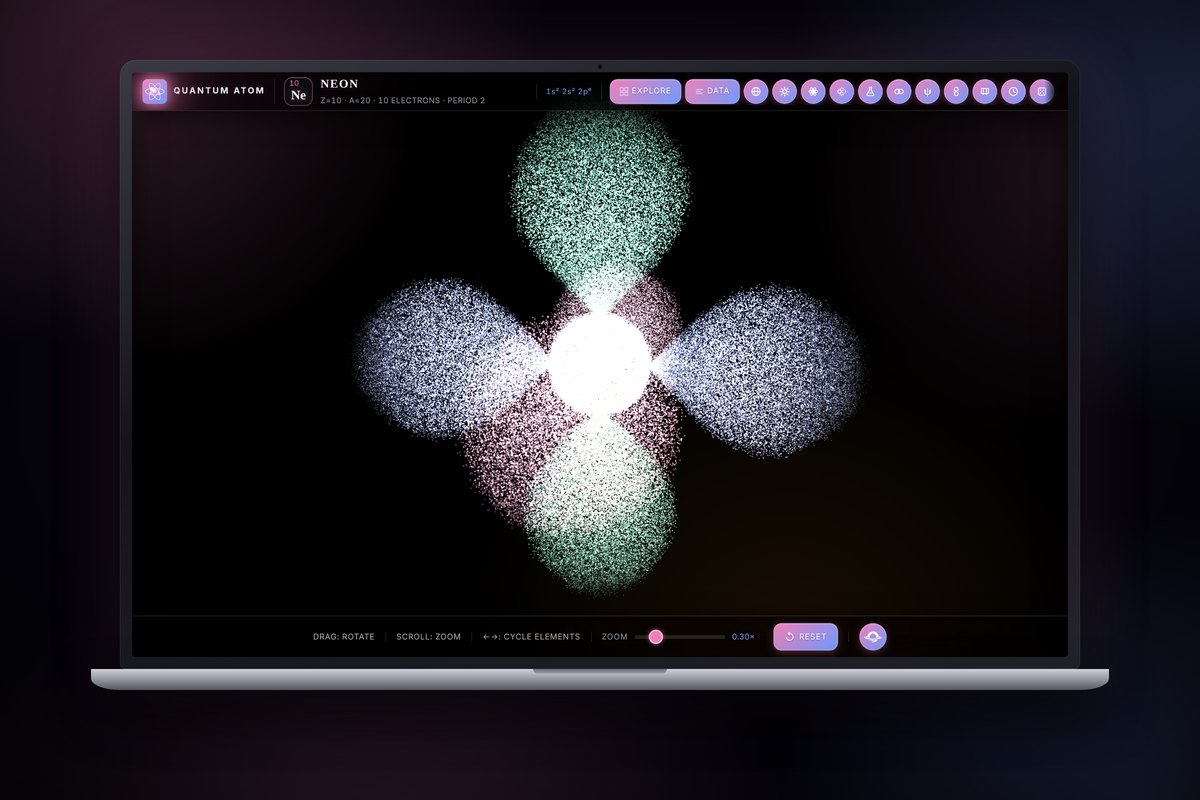 QUANTUM ATOM
10
Ne
NEON
Z=10 · A≈20 · 10 ELECTRONS · PERIOD 2
1s² 2s² 2p⁶
EXPLORE
DATA
DRAG: ROTATE
SCROLL: ZOOM
←→: CYCLE ELEMENTS
ZOOM
0.30×
RESET